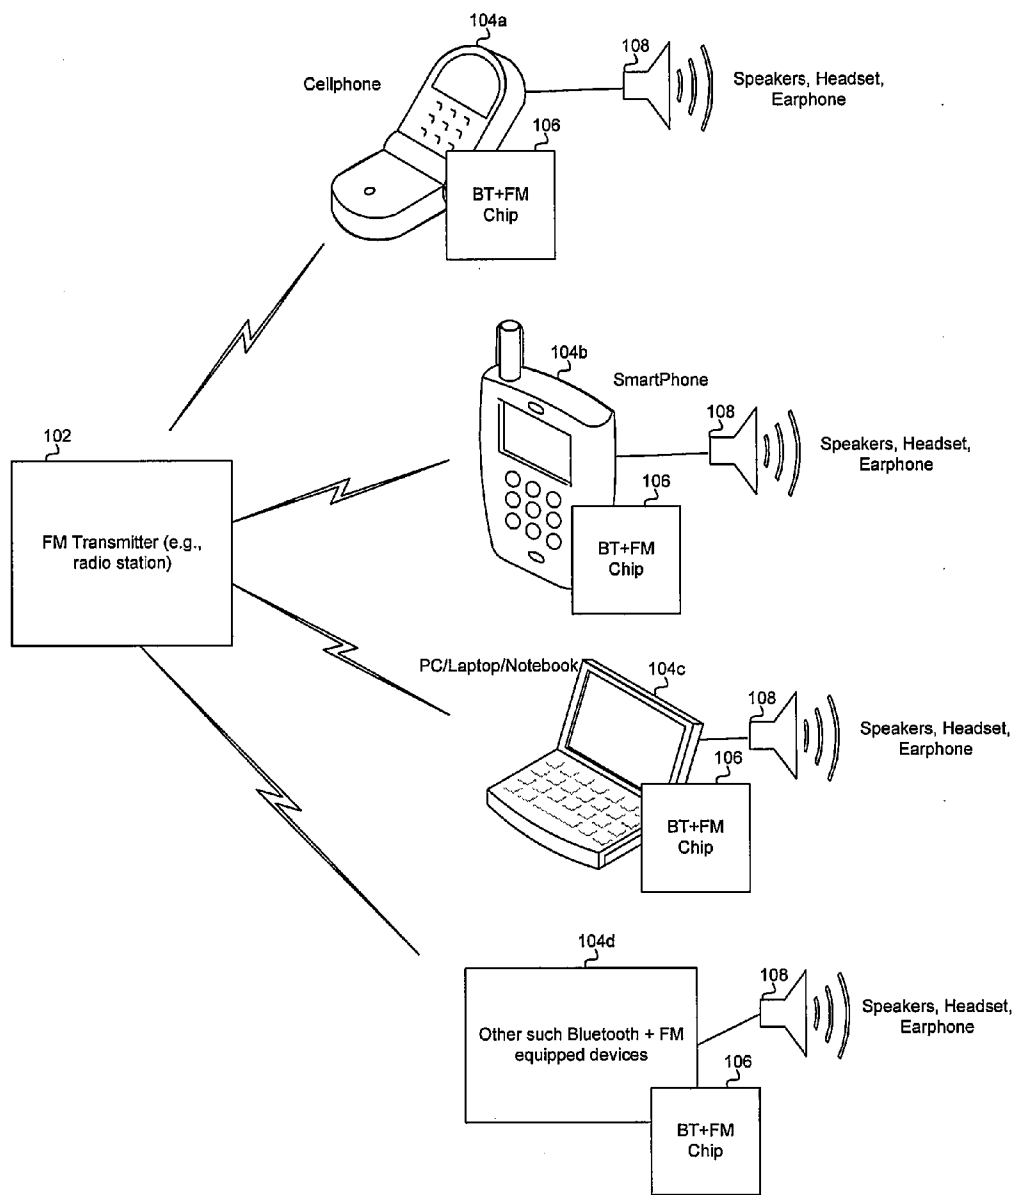 104a
108
Cellphone
Speakers, Headset,
Earphone
106
BT+FM
Chip
104b
SmartPhone
108
Speakers, Headset,
Earphone
102
106
FM Transmitter (e.g.,
radio station)
BT+FM
Chip
PC/Laptop/Notebook
104c
108
Speakers, Headset,
Earphone
106
BT+FM
Chip
104d
108
Speakers, Headset,
Earphone
Other such Bluetooth + FM
equipped devices
106
BT+FM
Chip